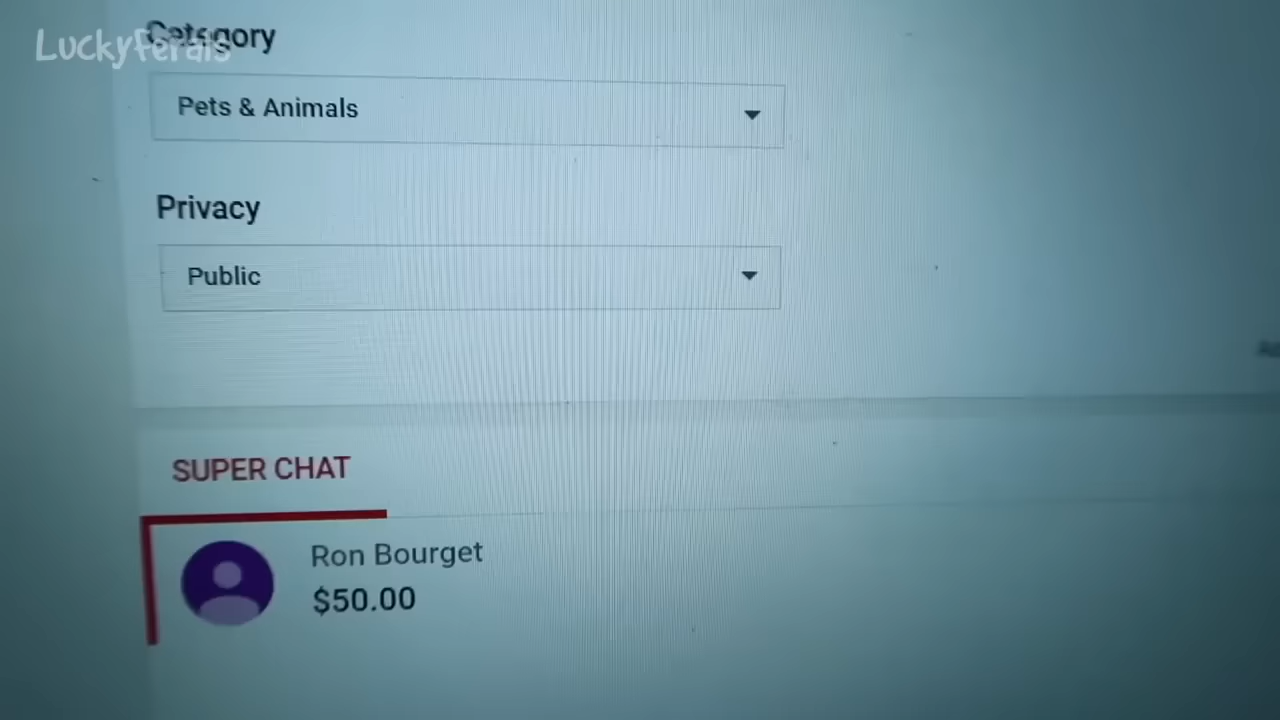 LuckyFerals
Category
Pets & Animals
Privacy
Public
SUPER CHAT
Ron Bourget
$50.00